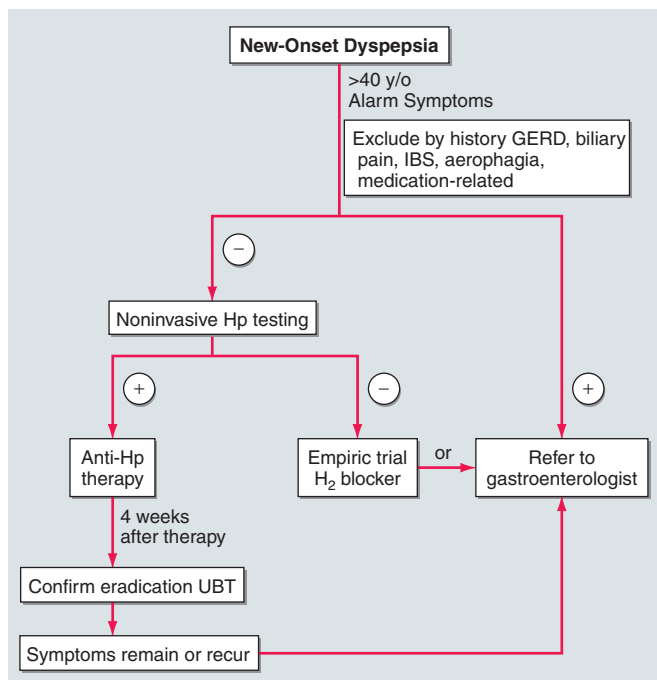 New-Onset Dyspepsia
>40 y/o
Alarm Symptoms
Exclude by history GERD, biliary
pain, IBS, aerophagia,
medication-related
−
Noninvasive Hp testing
+
−
+
Anti-Hp
therapy
Empiric trial
H₂ blocker
or
Refer to
gastroenterologist
4 weeks
after therapy
Confirm eradication UBT
Symptoms remain or recur